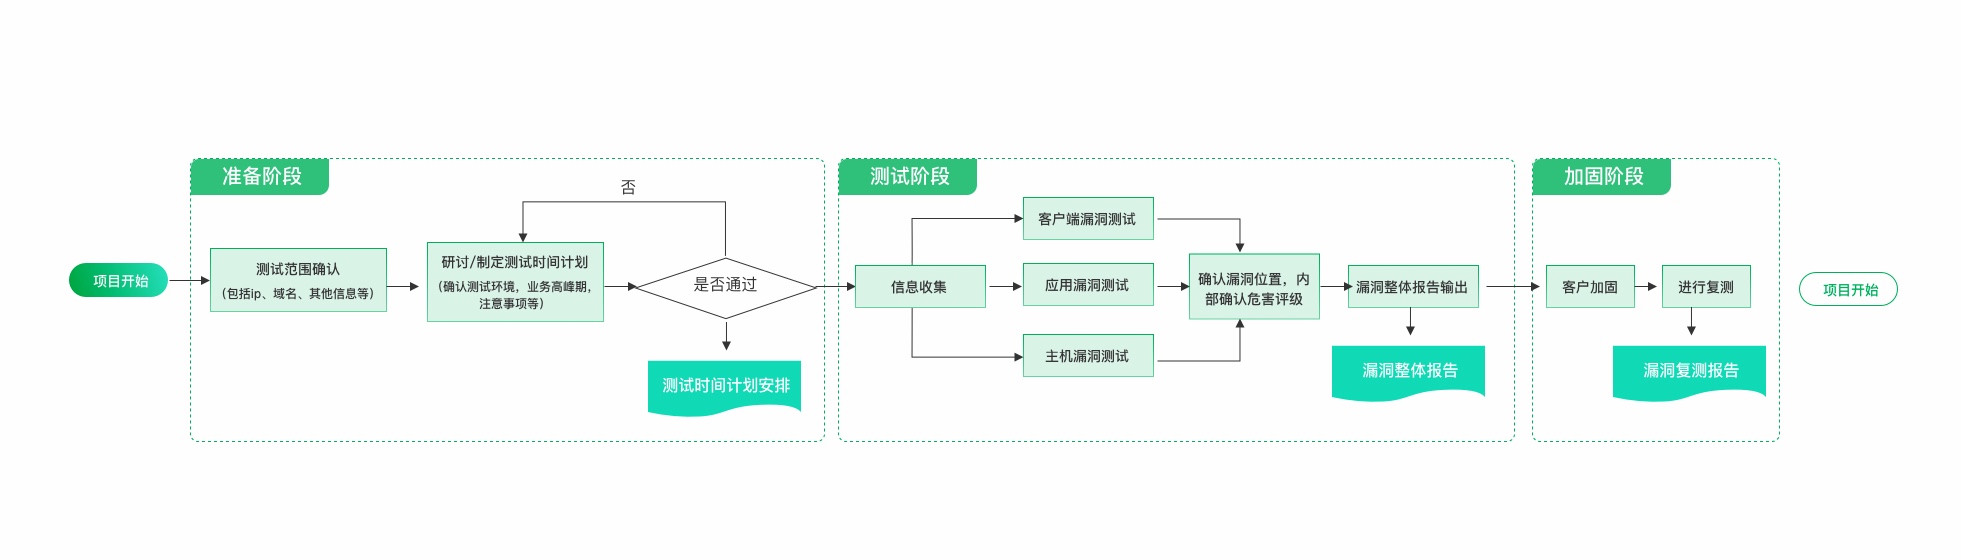 项目开始
准备阶段
测试范围确认
（包括ip、域名、其他信息等）
研讨/制定测试时间计划
（确认测试环境，业务高峰期，
注意事项等）
否
是否通过
测试时间计划安排
测试阶段
信息收集
客户端漏洞测试
应用漏洞测试
主机漏洞测试
确认漏洞位置，内
部确认危害评级
漏洞整体报告输出
漏洞整体报告
加固阶段
客户加固
进行复测
漏洞复测报告
项目开始